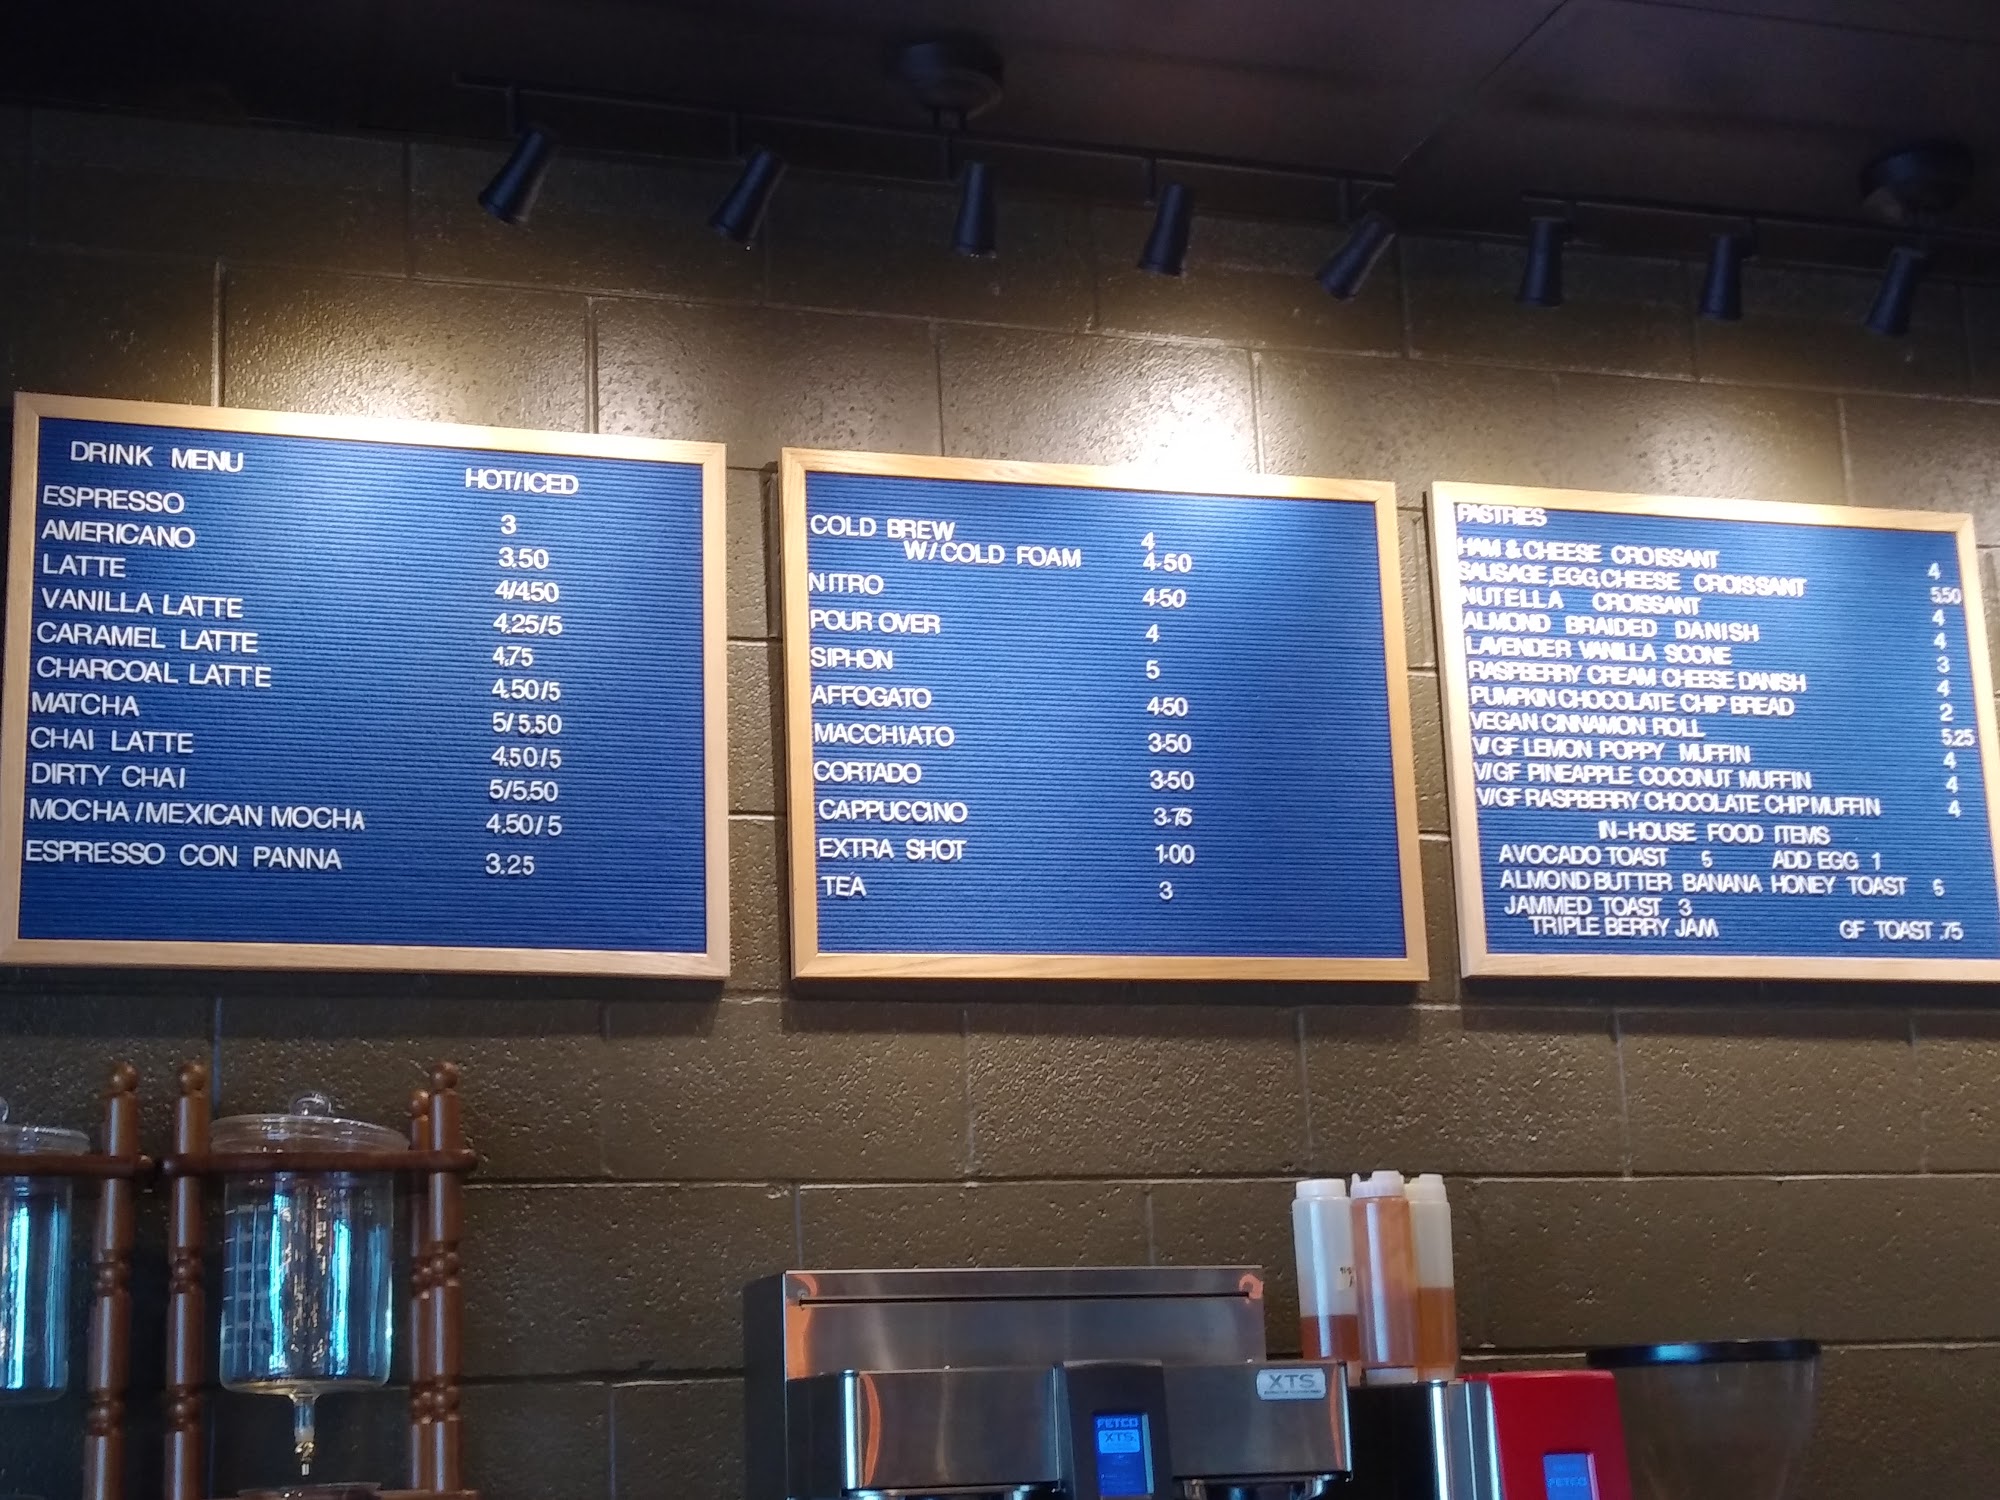 DRINK MENU HOT/ICED
ESPRESSO 3
AMERICANO 3.50
LATTE 4/4.50
VANILLA LATTE 4.25/5
CARAMEL LATTE 4.75
CHARCOAL LATTE 4.50/5
MATCHA 5/5.50
CHAI LATTE 4.50/5
DIRTY CHAI 5/5.50
MOCHA/MEXICAN MOCHA 4.50/5
ESPRESSO CON PANNA 3.25
COLD BREW 4
W/COLD FOAM 4.50
NITRO 4.50
POUR OVER 4
SIPHON 5
AFFOGATO 4.50
MACCHIATO 3.50
CORTADO 3.50
CAPPUCCINO 3.75
EXTRA SHOT 1.00
TEA 3
PASTRIES
HAM & CHEESE CROISSANT 4
SAUSAGE,EGG,CHEESE CROISSANT 5.50
NUTELLA CROISSANT 4
ALMOND BRAIDED DANISH 4
LAVENDER VANILLA SCONE 3
RASPBERRY CREAM CHEESE DANISH 4
PUMPKIN CHOCOLATE CHIP BREAD 2
VEGAN CINNAMON ROLL 5.25
V/GF LEMON POPPY MUFFIN 4
V/GF PINEAPPLE COCONUT MUFFIN 4
V/GF RASPBERRY CHOCOLATE CHIP MUFFIN 4
IN-HOUSE FOOD ITEMS
AVOCADO TOAST 5 ADD EGG 1
ALMOND BUTTER BANANA HONEY TOAST
JAMMED TOAST 3
TRIPLE BERRY JAM GF TOAST .75
XTS
FETCO
XTS
FETCO